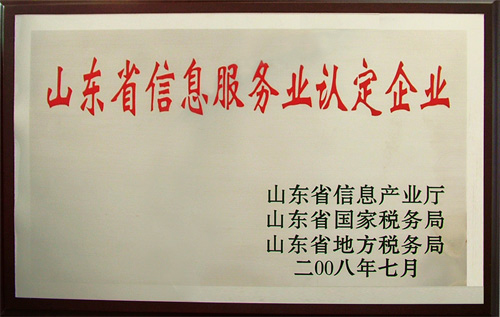 山东省信息服务业认定企业
山东省信息产业厅
山东省国家税务局
山东省地方税务局
二00八年七月